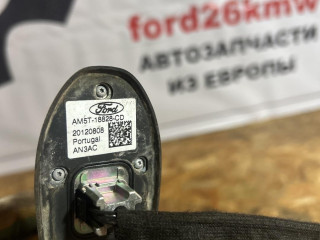 ford26kmw
АВТОЗАПЧАСТИ
ИЗ ЕВРОПЫ
Ford
AM5T-18828-CD
20120808
Portugal
AN3AC